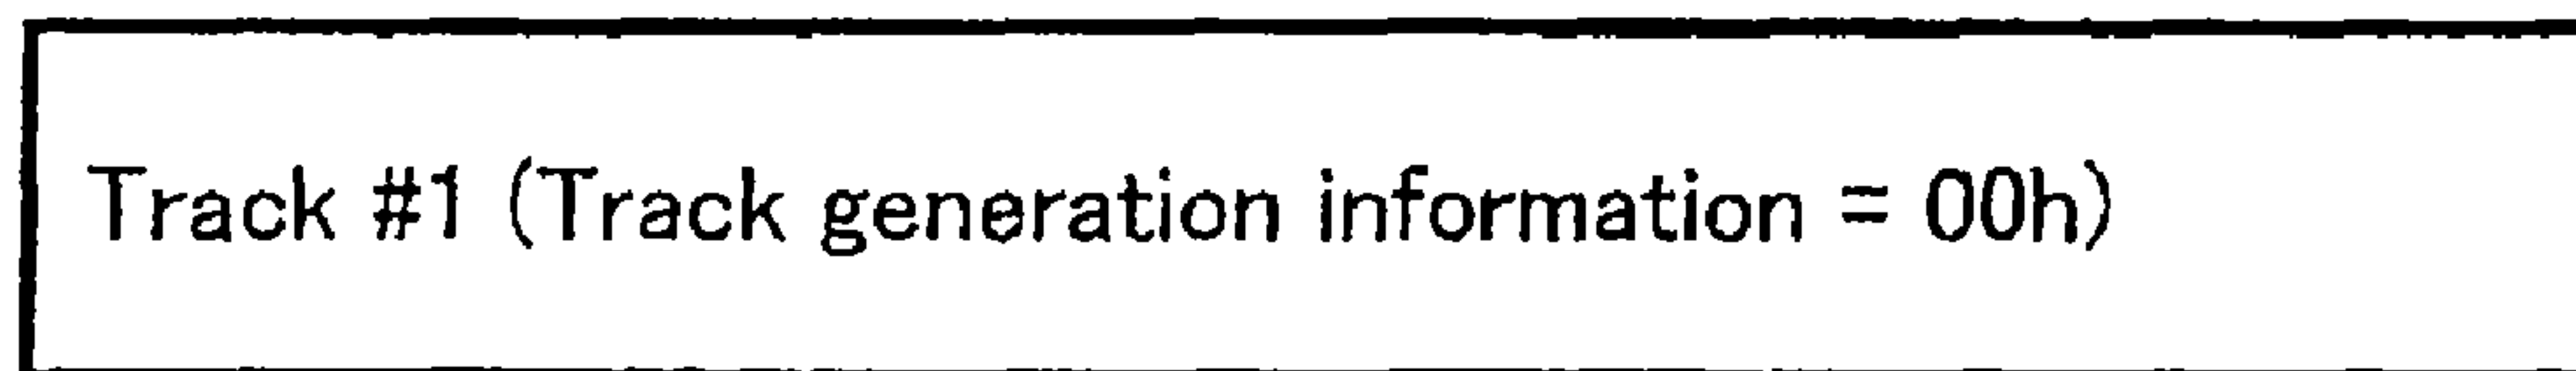 Track #1 (Track generation information = 00h)